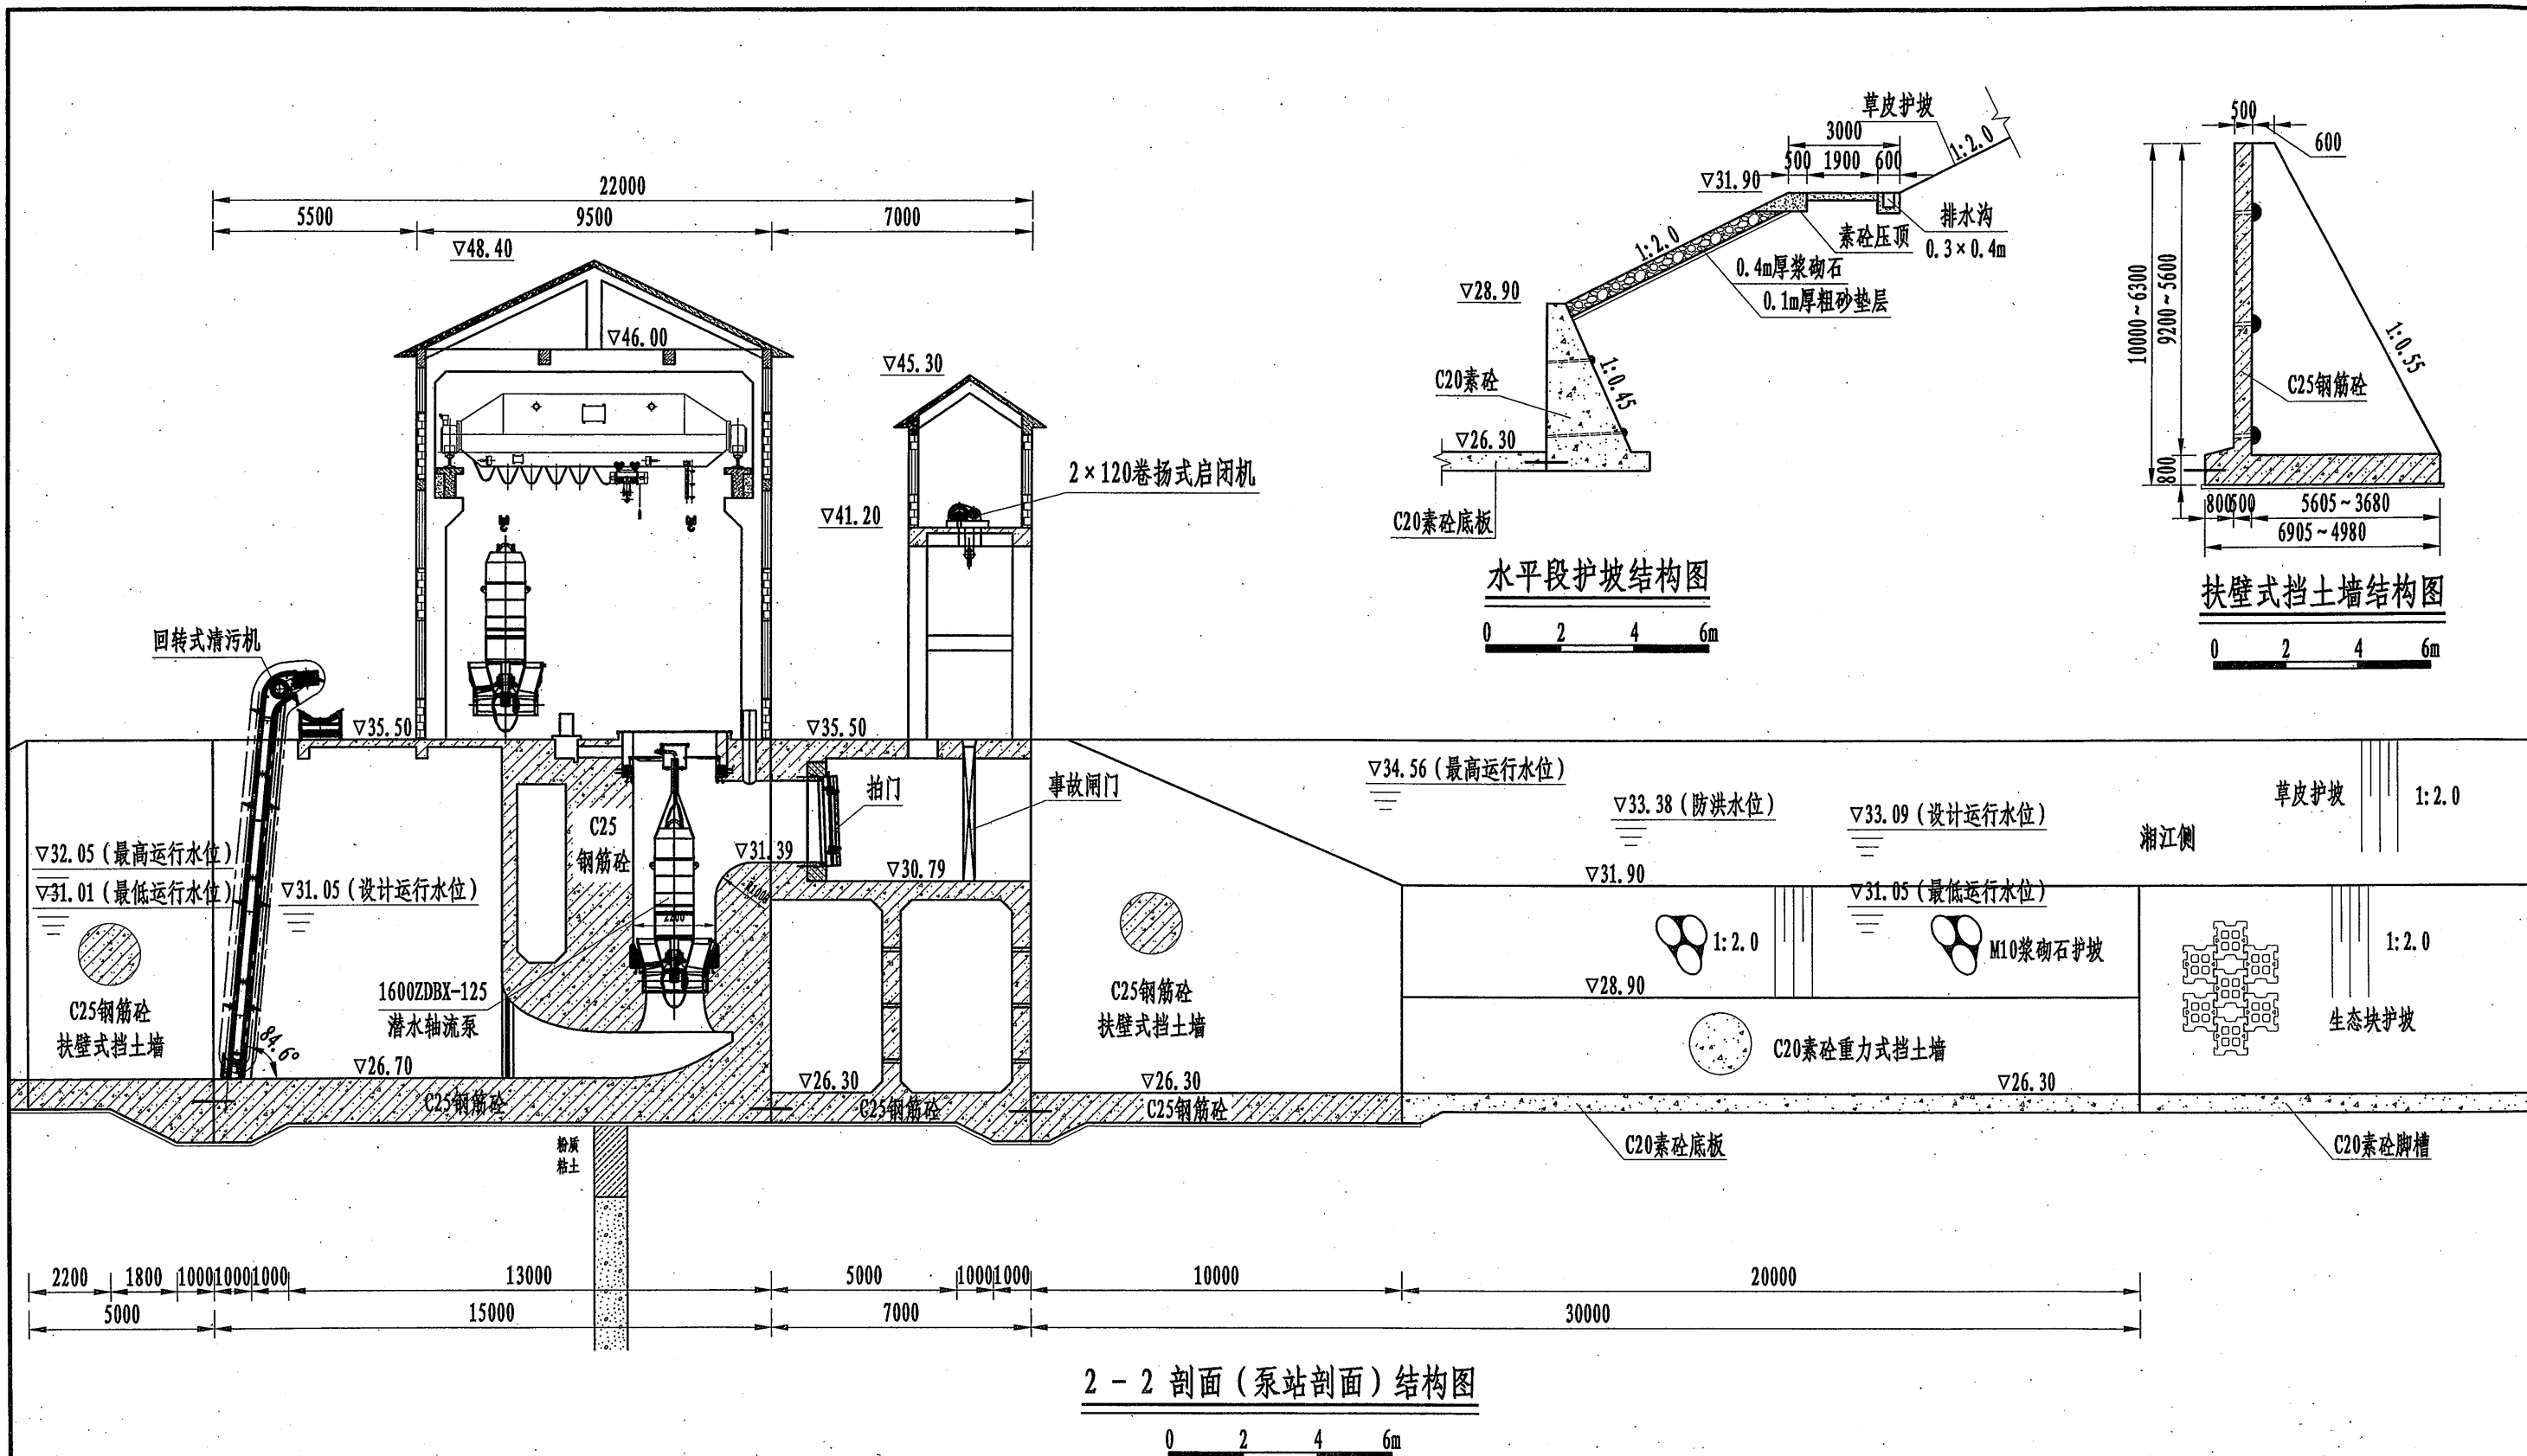 22000
5500
9500
7000
▽48.40
▽46.00
▽45.30
2×120卷扬式启闭机
▽41.20
回转式清污机
▽35.50
▽35.50
拍门
事故闸门
C25
钢筋砼
▽32.05（最高运行水位）
▽31.01（最低运行水位）
▽31.05（设计运行水位）
▽31.39
▽30.79
R1000
2200
1600ZDBX-125
潜水轴流泵
C25钢筋砼
扶壁式挡土墙
84.6°
▽26.70
C25钢筋砼
▽26.30
C25钢筋砼
▽26.30
C25钢筋砼
C25钢筋砼
扶壁式挡土墙
粉质
粘土
▽34.56（最高运行水位）
▽33.38（防洪水位）
▽33.09（设计运行水位）
湘江侧
草皮护坡
1:2.0
▽31.90
▽31.05（最低运行水位）
1:2.0
M10浆砌石护坡
1:2.0
▽28.90
生态块护坡
C20素砼重力式挡土墙
▽26.30
C20素砼底板
C20素砼脚槽
2200
1800
1000
1000
1000
13000
5000
1000
1000
10000
20000
5000
15000
7000
30000
2-2 剖面（泵站剖面）结构图
0 2 4 6m
草皮护坡
3000
500
1900
600
1:2.0
▽31.90
排水沟
0.3×0.4m
素砼压顶
1:2.0
0.4m厚浆砌石
0.1m厚粗砂垫层
▽28.90
C20素砼
1:0.45
▽26.30
C20素砼底板
水平段护坡结构图
0 2 4 6m
500
600
10000~6300
9200~5600
1:0.55
C25钢筋砼
800
800
500
5605~3680
6905~4980
扶壁式挡土墙结构图
0 2 4 6m